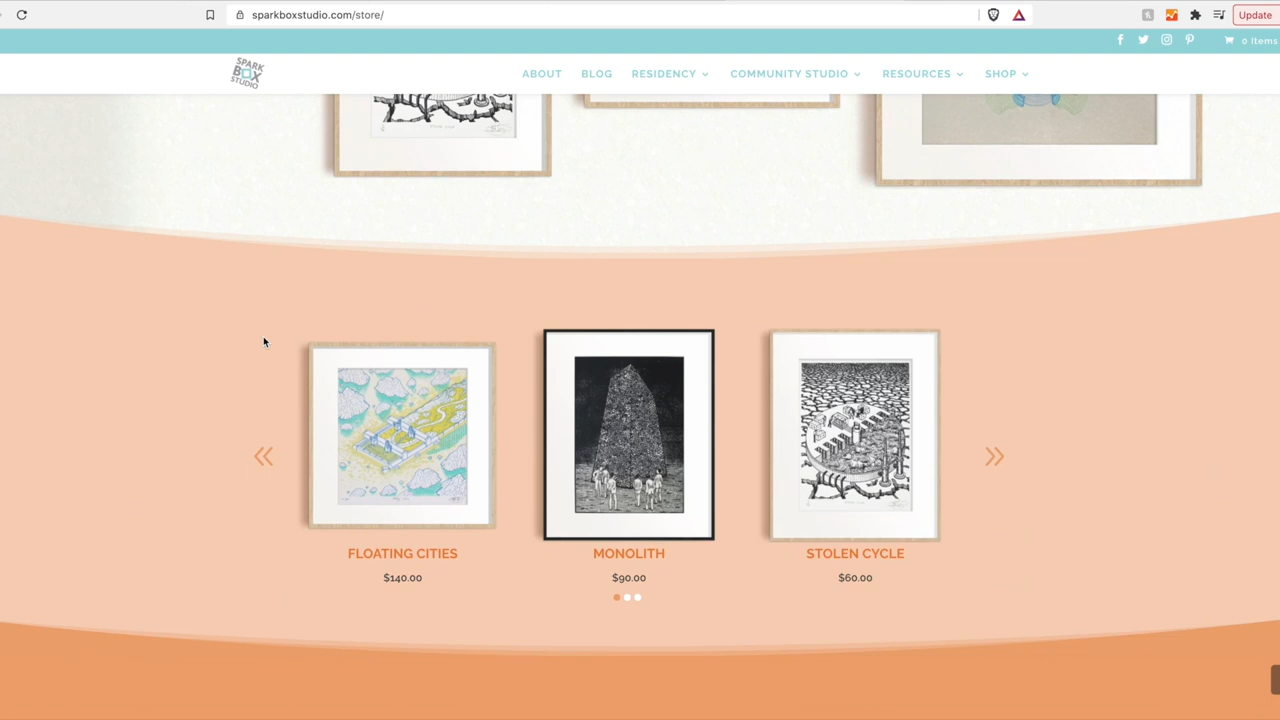 sparkboxstudio.com/store/
Update
0 Items
SPARK
BOX
STUDIO
ABOUT BLOG RESIDENCY COMMUNITY STUDIO RESOURCES SHOP
FLOATING CITIES
$140.00
MONOLITH
$90.00
STOLEN CYCLE
$60.00